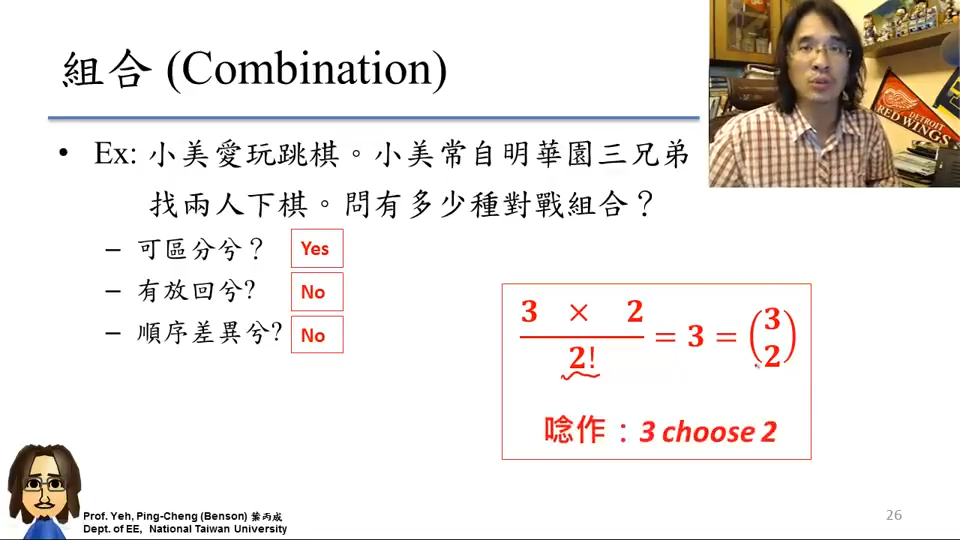 組合 (Combination)
• Ex: 小美愛玩跳棋。小美常自明華園三兄弟
找兩人下棋。問有多少種對戰組合？
– 可區分兮？ Yes
– 有放回兮? No
– 順序差異兮? No
3 × 2
2!
= 3 = (3 2)
唸作：3 choose 2
DETROIT
RED WINGS
Prof. Yeh, Ping-Cheng (Benson) 葉丙成
Dept. of EE, National Taiwan University
26